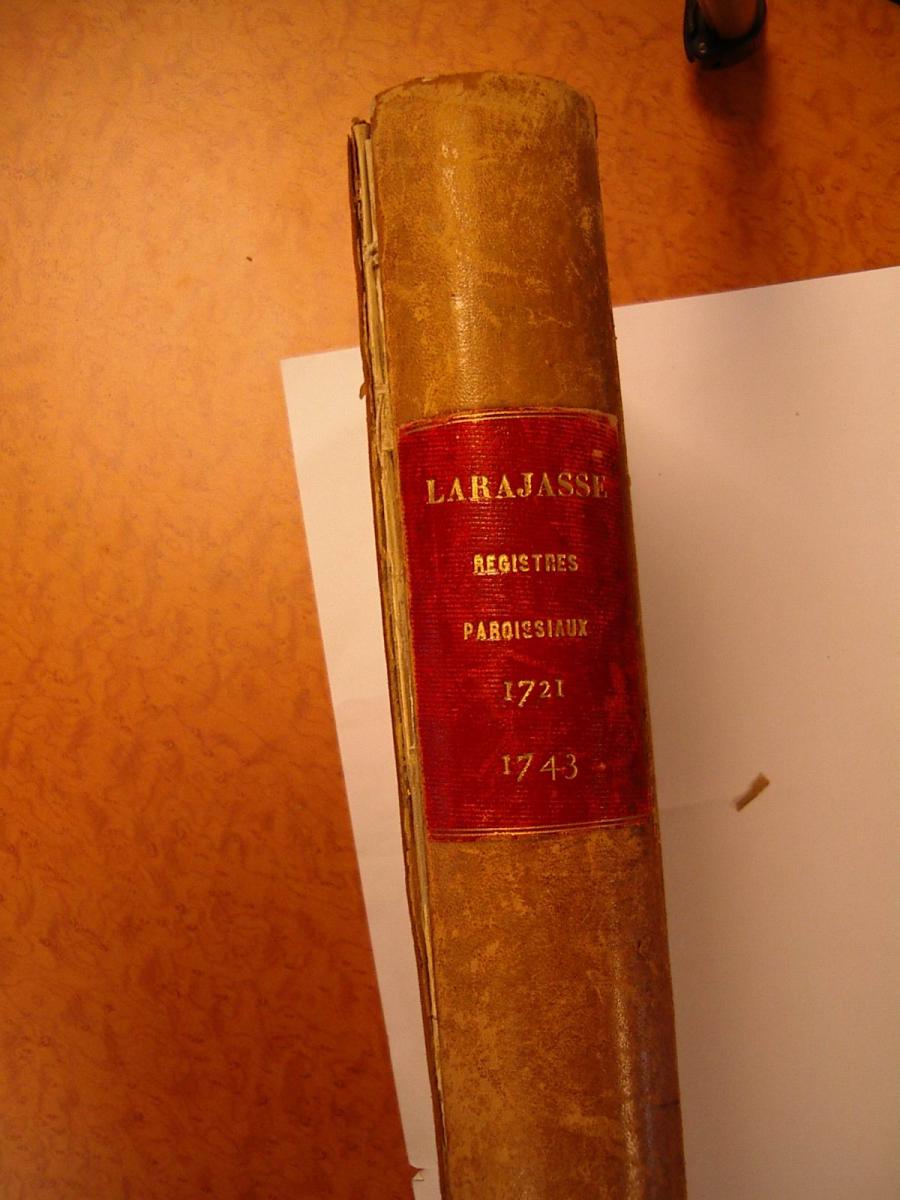 LARAJASSE
REGISTRES
PAROISSIAUX
1721
1743